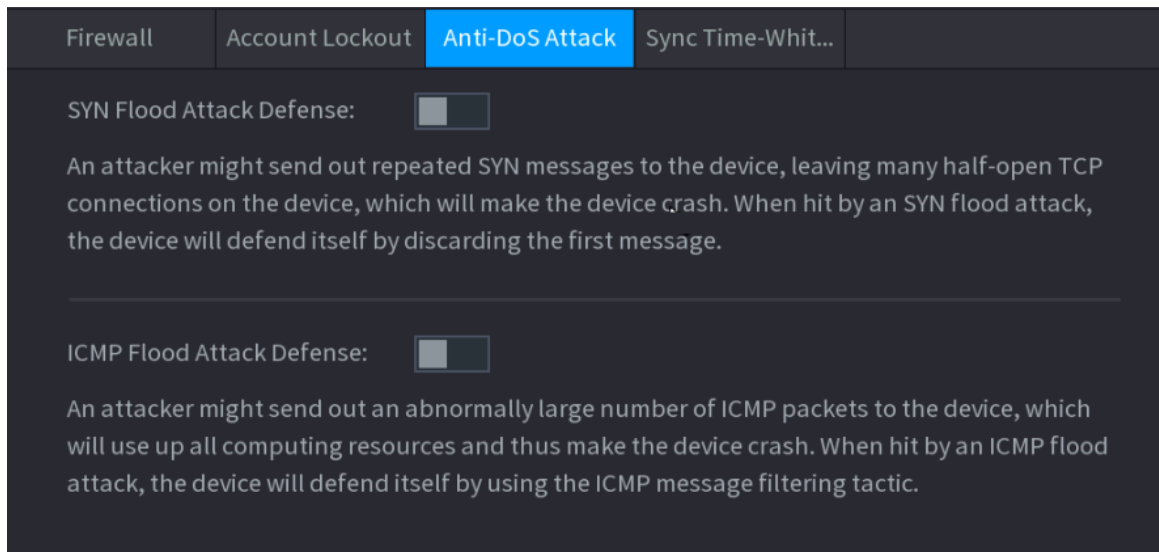 Firewall Account Lockout Anti-DoS Attack Sync Time-Whit...
SYN Flood Attack Defense:
An attacker might send out repeated SYN messages to the device, leaving many half-open TCP
connections on the device, which will make the device crash. When hit by an SYN flood attack,
the device will defend itself by discarding the first message.
ICMP Flood Attack Defense:
An attacker might send out an abnormally large number of ICMP packets to the device, which
will use up all computing resources and thus make the device crash. When hit by an ICMP flood
attack, the device will defend itself by using the ICMP message filtering tactic.